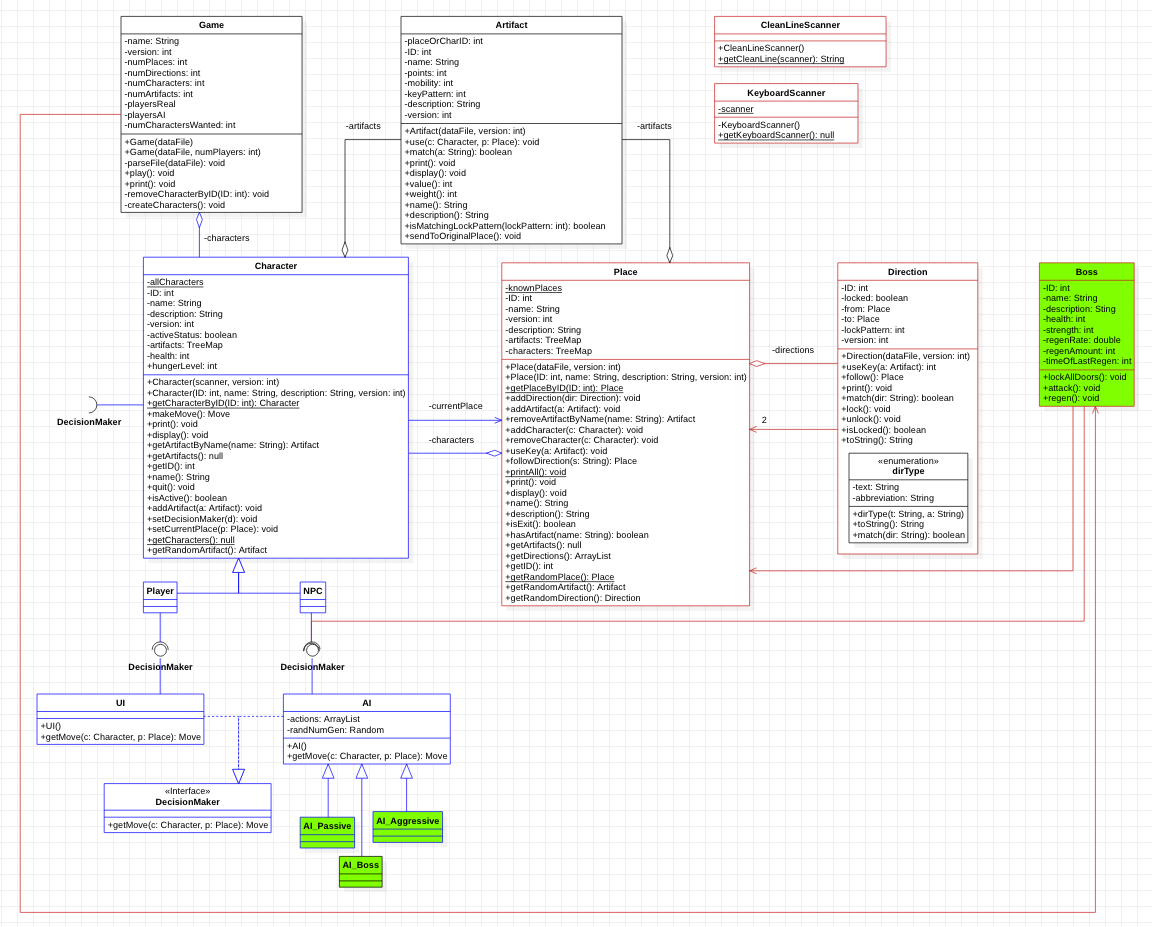 Game
-name: String
-version: int
-numPlaces: int
-numDirections: int
-numCharacters: int
-numArtifacts: int
-playersReal
-playersAI
-numCharactersWanted: int
+Game(dataFile)
+Game(dataFile, numPlayers: int)
-parseFile(dataFile): void
+play(): void
+print(): void
-removeCharacterByID(ID: int): void
-createCharacters(): void
-characters
Artifact
-placeOrCharID: int
-ID: int
-name: String
-points: int
-mobility: int
-keyPattern: int
-description: String
-version: int
+Artifact(dataFile, version: int)
+use(c: Character, p: Place): void
+match(a: String): boolean
+print(): void
+display(): void
+value(): int
+weight(): int
+name(): String
+description(): String
+isMatchingLockPattern(lockPattern: int): boolean
+sendToOriginalPlace(): void
-artifacts
-artifacts
CleanLineScanner
+CleanLineScanner()
+getCleanLine(scanner): String
KeyboardScanner
-scanner
-KeyboardScanner()
+getKeyboardScanner(): null
Character
-allCharacters
-ID: int
-name: String
-description: String
-version: int
-activeStatus: boolean
-artifacts: TreeMap
-health: int
-hungerLevel: int
+Character(scanner, version: int)
+Character(ID: int, name: String, description: String, version: int)
+getCharacterByID(ID: int): Character
+makeMove(): Move
+print(): void
+display(): void
+getArtifactByName(name: String): Artifact
+getArtifacts(): null
+getID(): int
+name(): String
+quit(): void
+isActive(): boolean
+addArtifact(a: Artifact): void
+setDecisionMaker(d): void
+setCurrentPlace(p: Place): void
+getCharacters(): null
+getRandomArtifact(): Artifact
DecisionMaker
-currentPlace
-characters
Place
-knownPlaces
-ID: int
-name: String
-version: int
-description: String
-artifacts: TreeMap
-characters: TreeMap
+Place(dataFile, version: int)
+Place(ID: int, name: String, description: String, version: int)
+getPlaceByID(ID: int): Place
+addDirection(dir: Direction): void
+addArtifact(a: Artifact): void
+removeArtifactByName(name: String): Artifact
+addCharacter(c: Character): void
+removeCharacter(c: Character): void
+useKey(a: Artifact): void
+followDirection(s: String): Place
+printAll(): void
+print(): void
+display(): void
+name(): String
+description(): String
+isExit(): boolean
+hasArtifact(name: String): boolean
+getArtifacts(): null
+getDirections(): ArrayList
+getID(): int
+getRandomPlace(): Place
+getRandomArtifact(): Artifact
+getRandomDirection(): Direction
-directions
2
Direction
-ID: int
-locked: boolean
-from: Place
-to: Place
-lockPattern: int
-version: int
+Direction(dataFile, version: int)
+useKey(a: Artifact): int
+follow(): Place
+print(): void
+match(dir: String): boolean
+lock(): void
+unlock(): void
+isLocked(): boolean
+toString(): String
«enumeration»
dirType
-text: String
-abbreviation: String
+dirType(t: String, a: String)
+toString(): String
+match(dir: String): boolean
Boss
-ID: int
-name: String
-description: Sting
-health: int
-strength: int
-regenRate: double
-regenAmount: int
-timeOfLastRegen: int
+lockAllDoors(): void
+attack(): void
+regen(): void
Player
NPC
DecisionMaker
DecisionMaker
UI
+UI()
+getMove(c: Character, p: Place): Move
AI
-actions: ArrayList
-randNumGen: Random
+AI()
+getMove(c: Character, p: Place): Move
«Interface»
DecisionMaker
+getMove(c: Character, p: Place): Move
AI_Passive
AI_Aggressive
AI_Boss